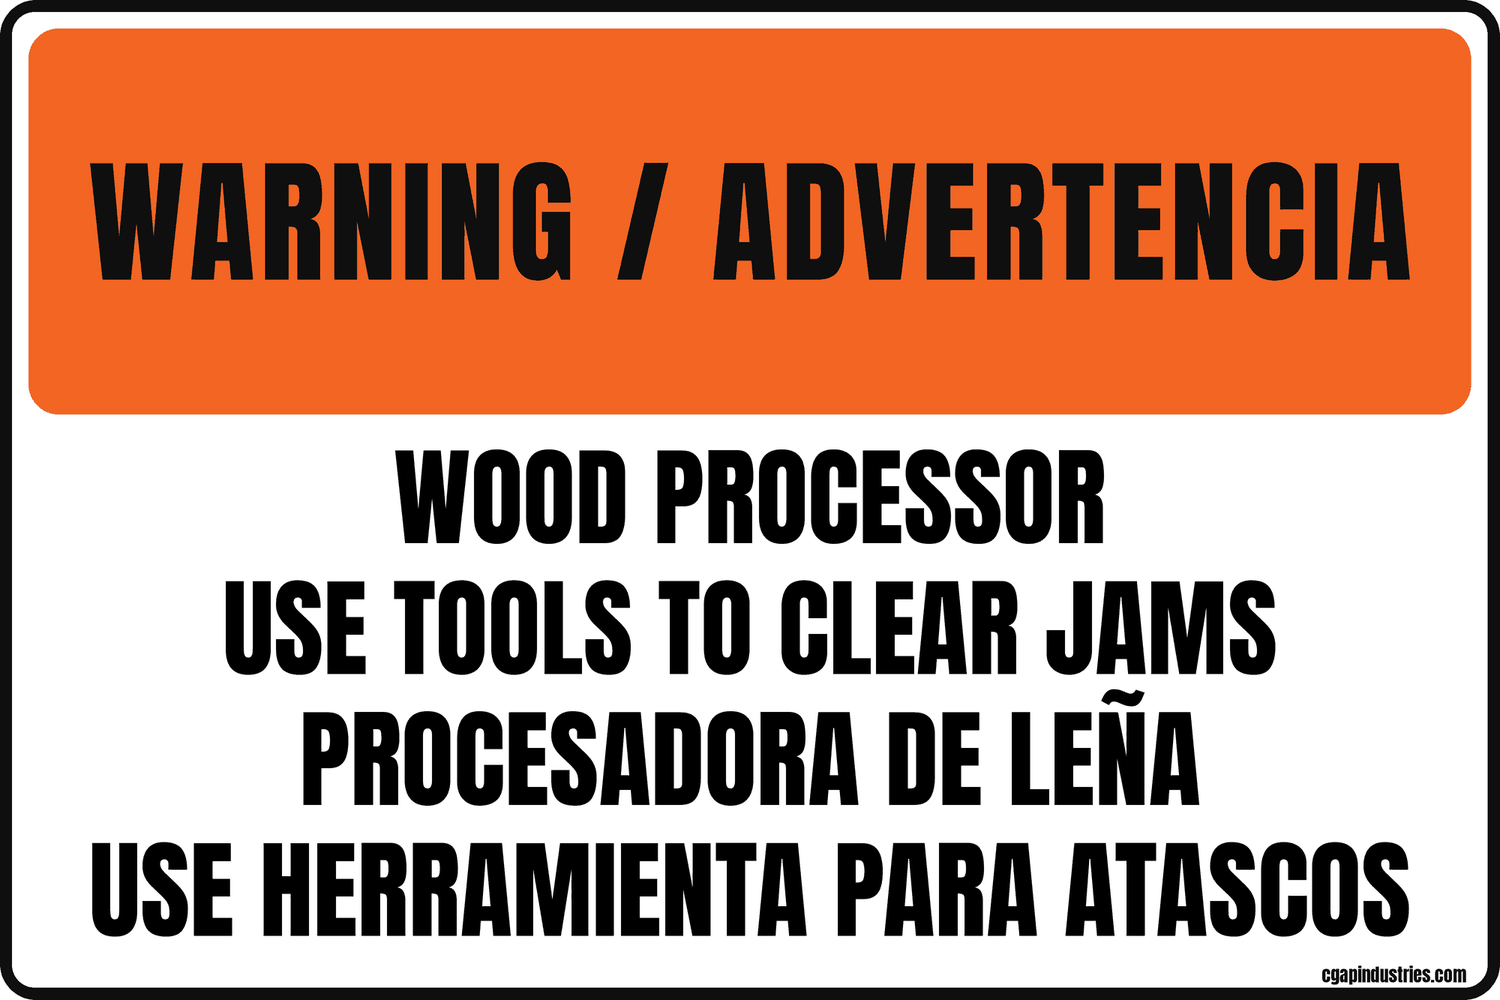 WARNING / ADVERTENCIA
WOOD PROCESSOR
USE TOOLS TO CLEAR JAMS
PROCESADORA DE LEÑA
USE HERRAMIENTA PARA ATASCOS
cgapindustries.com